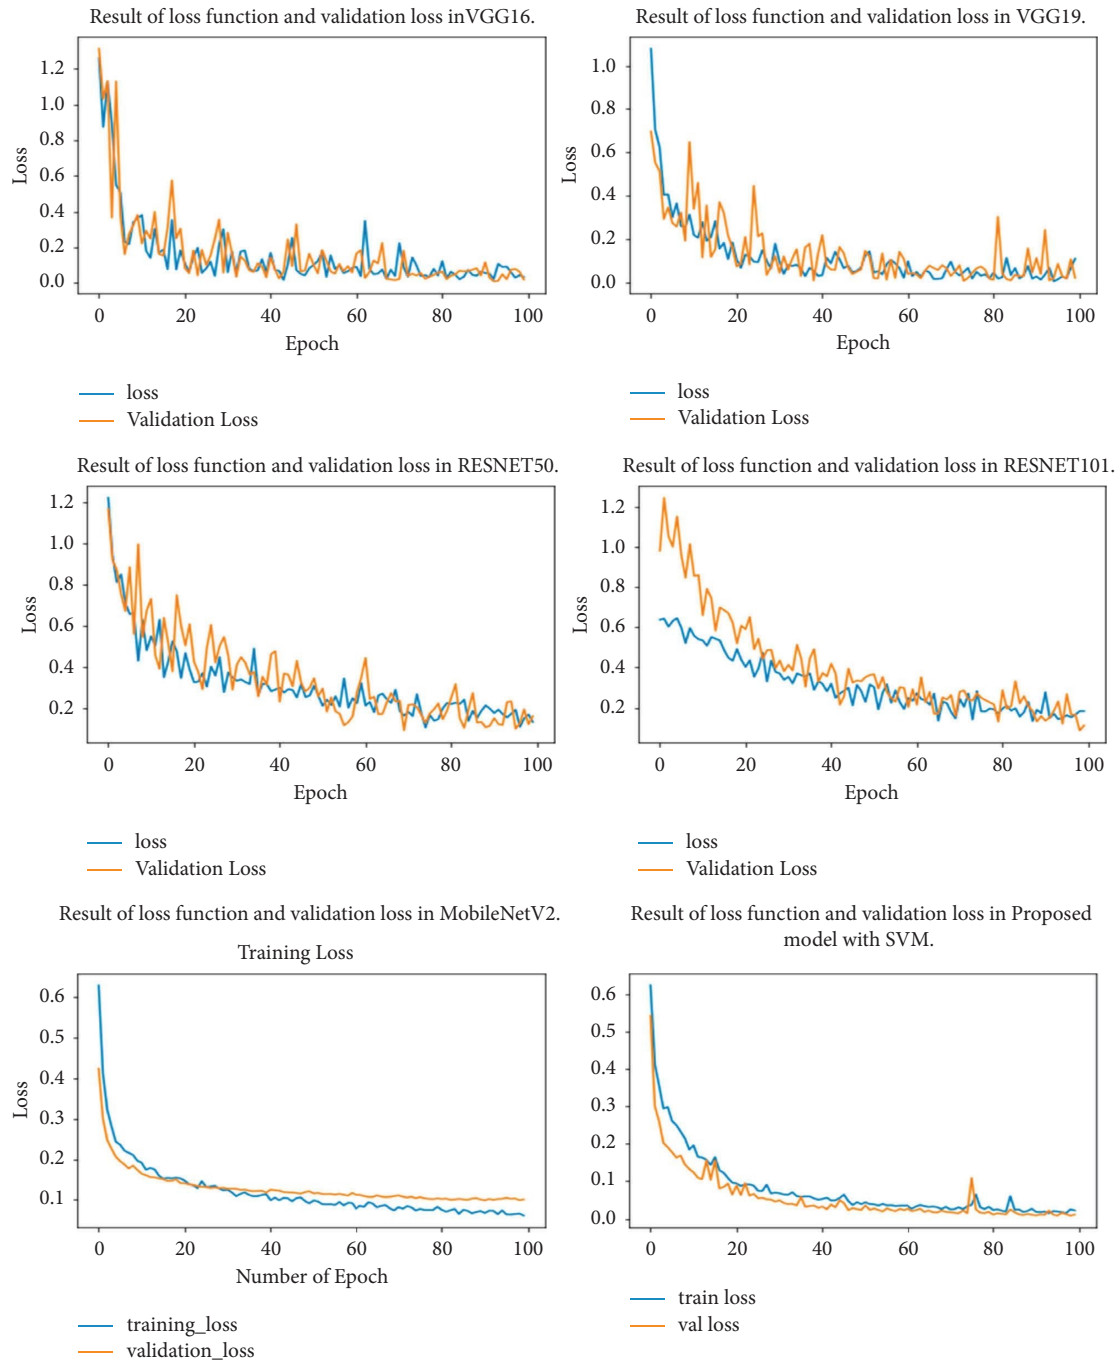 Result of loss function and validation loss inVGG16.
1.2
1.0
0.8
0.6
0.4
0.2
0.0
Loss
0 20 40 60 80 100
Epoch
loss
Validation Loss
Result of loss function and validation loss in VGG19.
1.0
0.8
0.6
0.4
0.2
0.0
Loss
0 20 40 60 80 100
Epoch
loss
Validation Loss
Result of loss function and validation loss in RESNET50.
1.2
1.0
0.8
0.6
0.4
0.2
Loss
0 20 40 60 80 100
Epoch
loss
Validation Loss
Result of loss function and validation loss in RESNET101.
1.2
1.0
0.8
0.6
0.4
0.2
Loss
0 20 40 60 80 100
Epoch
loss
Validation Loss
Result of loss function and validation loss in MobileNetV2.
Training Loss
0.6
0.5
0.4
0.3
0.2
0.1
Loss
0 20 40 60 80 100
Number of Epoch
training_loss
validation_loss
Result of loss function and validation loss in Proposed
model with SVM.
0.6
0.5
0.4
0.3
0.2
0.1
0.0
0 20 40 60 80 100
train loss
val loss